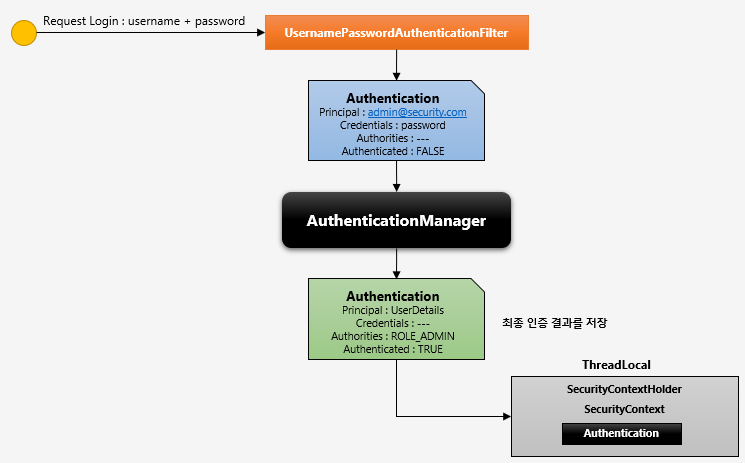 Request Login : username + password
UsernamePasswordAuthenticationFilter
Authentication
Principal : admin@security.com
Credentials : password
Authorities : ---
Authenticated : FALSE
AuthenticationManager
Authentication
Principal : UserDetails
Credentials : ---
Authorities : ROLE_ADMIN
Authenticated : TRUE
최종 인증 결과를 저장
ThreadLocal
SecurityContextHolder
SecurityContext
Authentication